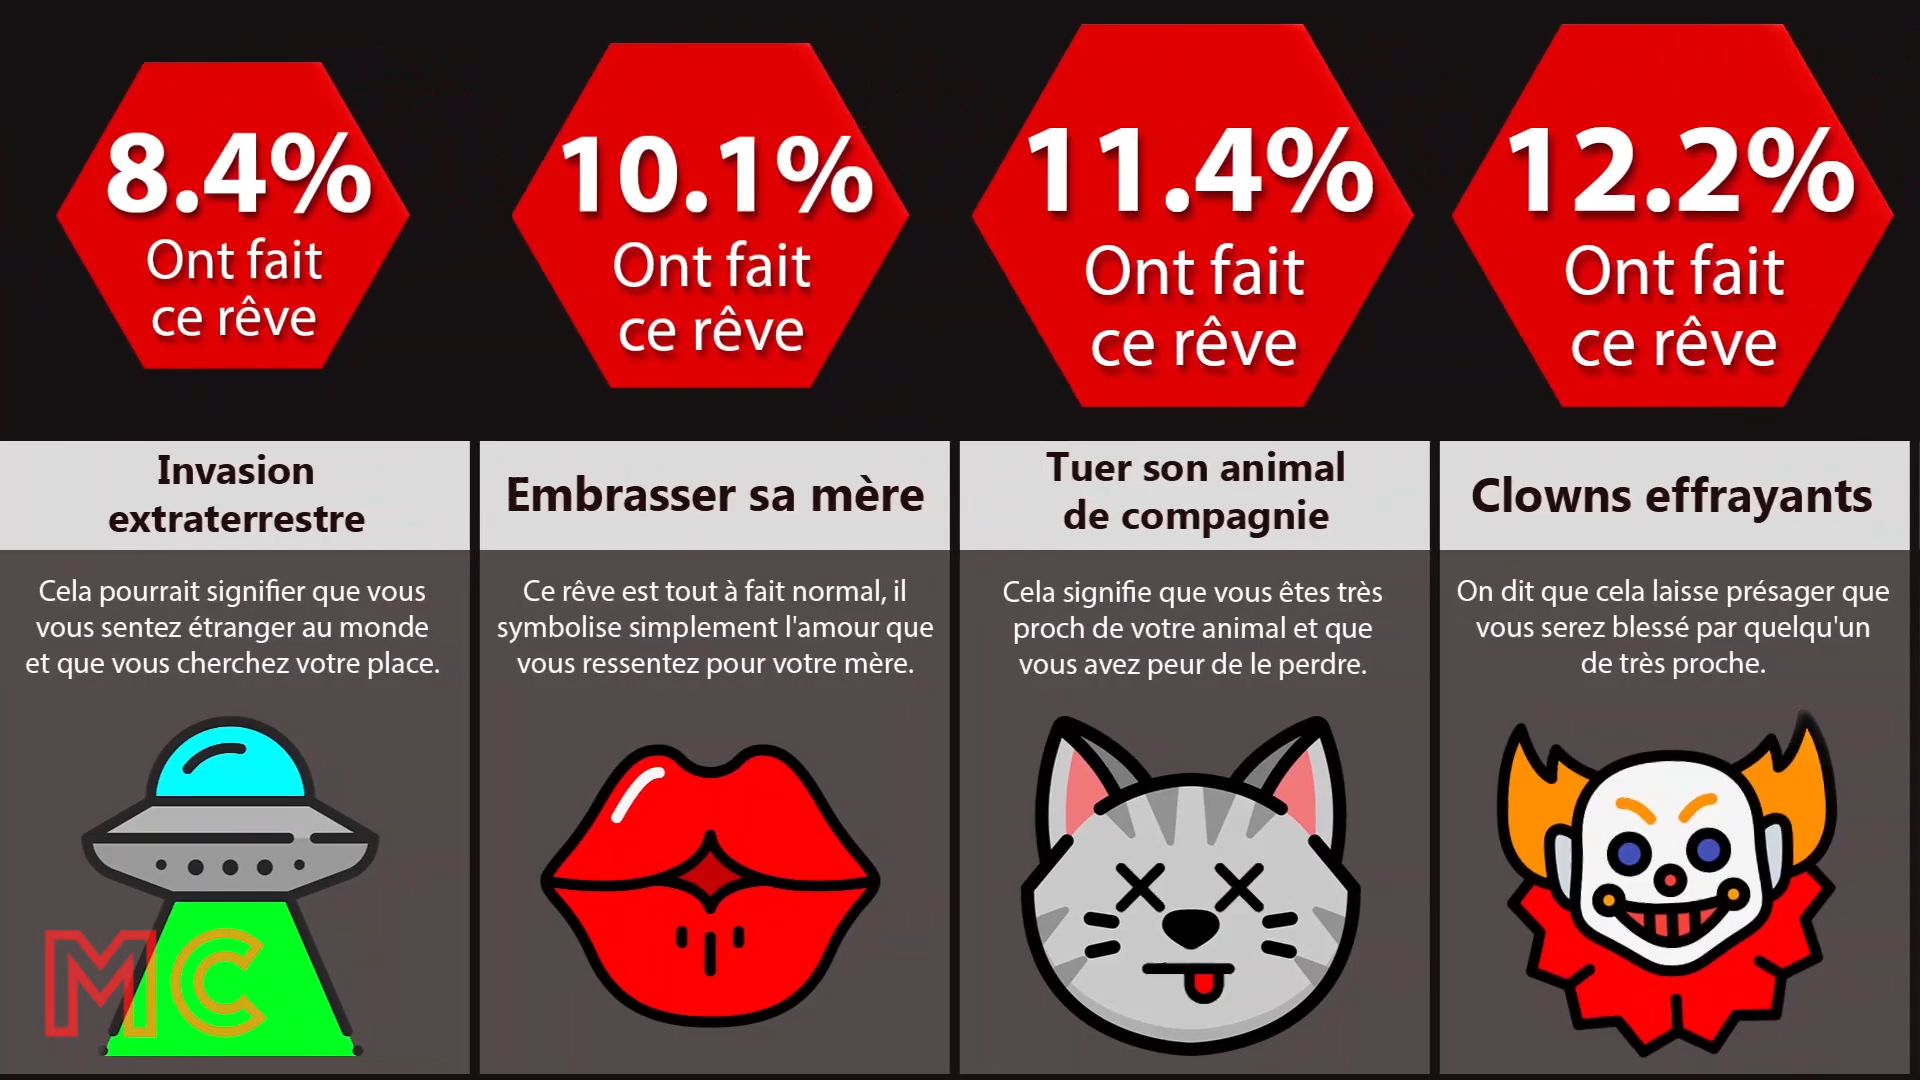 8.4%
Ont fait
ce rêve
10.1%
Ont fait
ce rêve
11.4%
Ont fait
ce rêve
12.2%
Ont fait
ce rêve
Invasion
extraterrestre
Cela pourrait signifier que vous
vous sentez étranger au monde
et que vous cherchez votre place.
Embrasser sa mère
Ce rêve est tout à fait normal, il
symbolise simplement l'amour que
vous ressentez pour votre mère.
Tuer son animal
de compagnie
Cela signifie que vous êtes très
proch de votre animal et que
vous avez peur de le perdre.
Clowns effrayants
On dit que cela laisse présager que
vous serez blessé par quelqu'un
de très proche.
MC